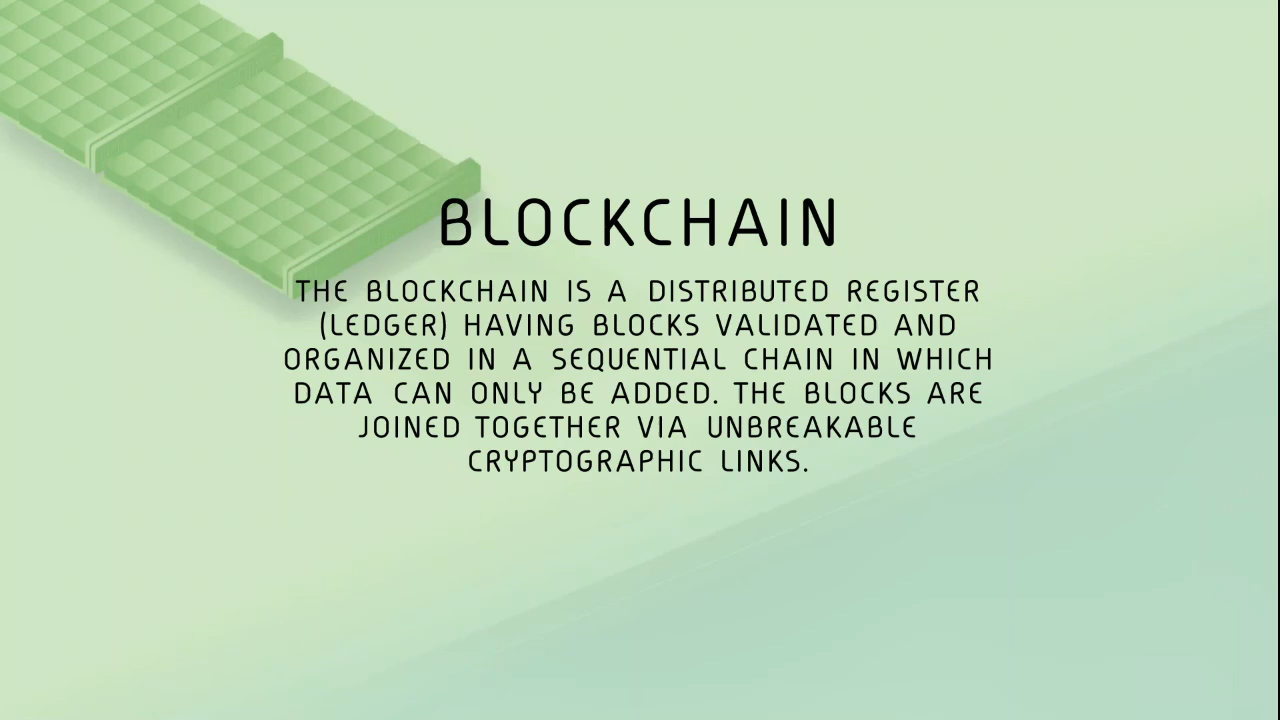 BLOCKCHAIN
THE BLOCKCHAIN IS A DISTRIBUTED REGISTER
(LEDGER) HAVING BLOCKS VALIDATED AND
ORGANIZED IN A SEQUENTIAL CHAIN IN WHICH
DATA CAN ONLY BE ADDED. THE BLOCKS ARE
JOINED TOGETHER VIA UNBREAKABLE
CRYPTOGRAPHIC LINKS.